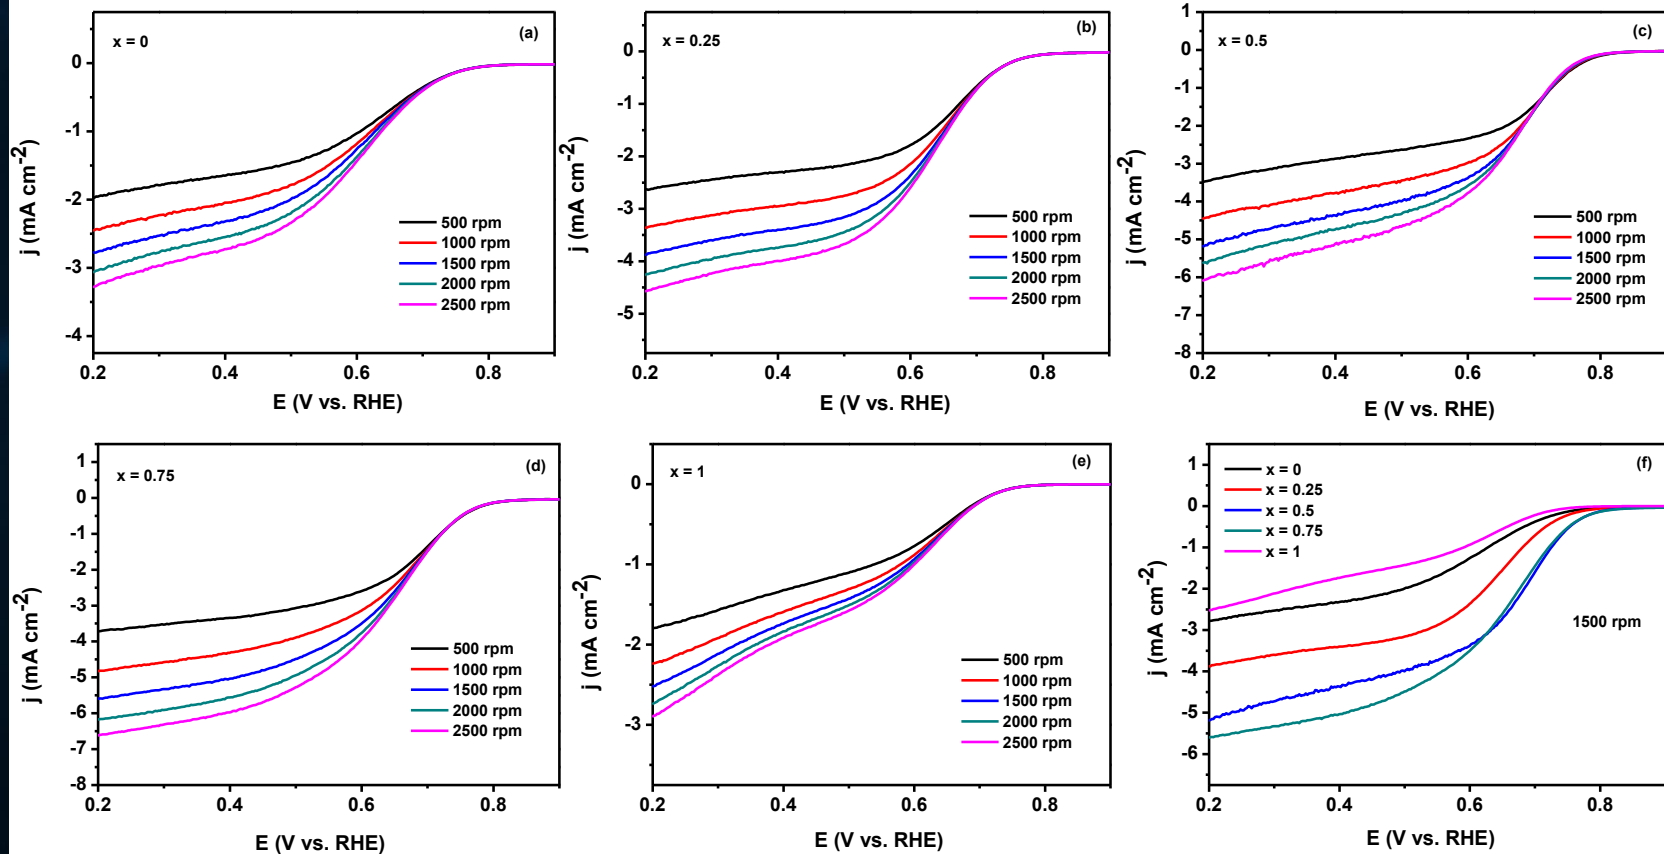 (a)
x = 0
0
-1
-2
-3
-4
j (mA cm-2)
500 rpm
1000 rpm
1500 rpm
2000 rpm
2500 rpm
0.2 0.4 0.6 0.8
E (V vs. RHE)
(b)
x = 0.25
0
-1
-2
-3
-4
-5
j (mA cm-2)
500 rpm
1000 rpm
1500 rpm
2000 rpm
2500 rpm
0.2 0.4 0.6 0.8
E (V vs. RHE)
(c)
x = 0.5
1
0
-1
-2
-3
-4
-5
-6
-7
-8
j (mA cm-2)
500 rpm
1000 rpm
1500 rpm
2000 rpm
2500 rpm
0.2 0.4 0.6 0.8
E (V vs. RHE)
(d)
x = 0.75
1
0
-1
-2
-3
-4
-5
-6
-7
-8
j (mA cm-2)
500 rpm
1000 rpm
1500 rpm
2000 rpm
2500 rpm
0.2 0.4 0.6 0.8
E (V vs. RHE)
(e)
x = 1
0
-1
-2
-3
j (mA cm-2)
500 rpm
1000 rpm
1500 rpm
2000 rpm
2500 rpm
0.2 0.4 0.6 0.8
E (V vs. RHE)
(f)
x = 0
x = 0.25
x = 0.5
x = 0.75
x = 1
1
0
-1
-2
-3
-4
-5
-6
j (mA cm-2)
1500 rpm
0.2 0.4 0.6 0.8
E (V vs. RHE)